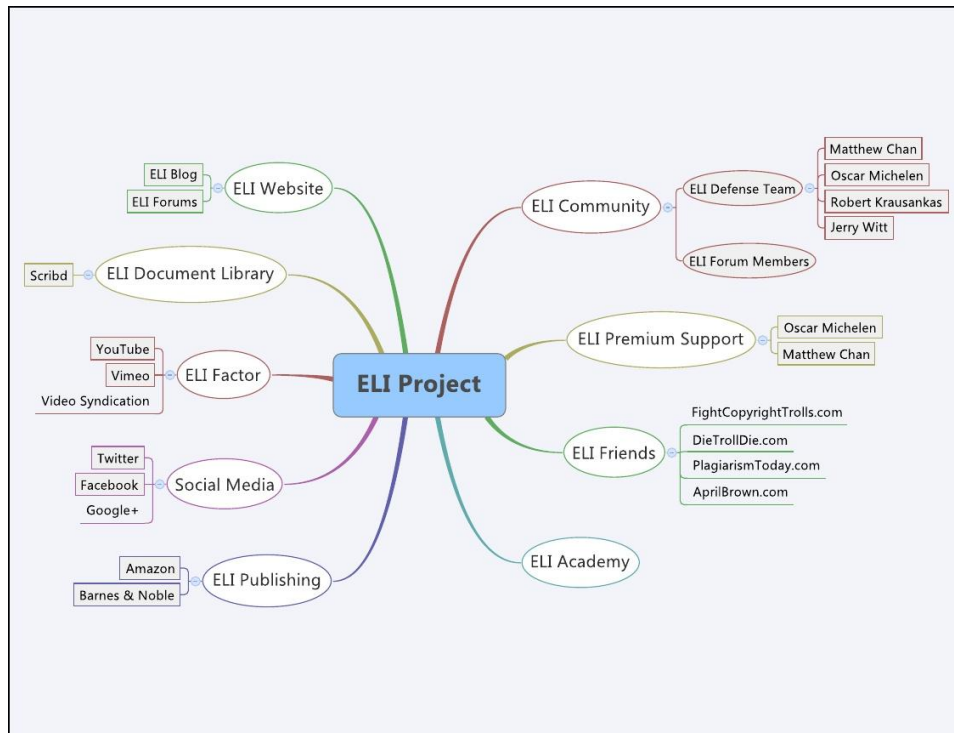 ELI Project
ELI Website
ELI Blog
ELI Forums
ELI Document Library
Scribd
ELI Factor
YouTube
Vimeo
Video Syndication
Social Media
Twitter
Facebook
Google+
ELI Publishing
Amazon
Barnes & Noble
ELI Community
ELI Defense Team
Matthew Chan
Oscar Michelen
Robert Krausankas
Jerry Witt
ELI Forum Members
ELI Premium Support
Oscar Michelen
Matthew Chan
ELI Friends
FightCopyrightTrolls.com
DieTrollDie.com
PlagiarismToday.com
AprilBrown.com
ELI Academy